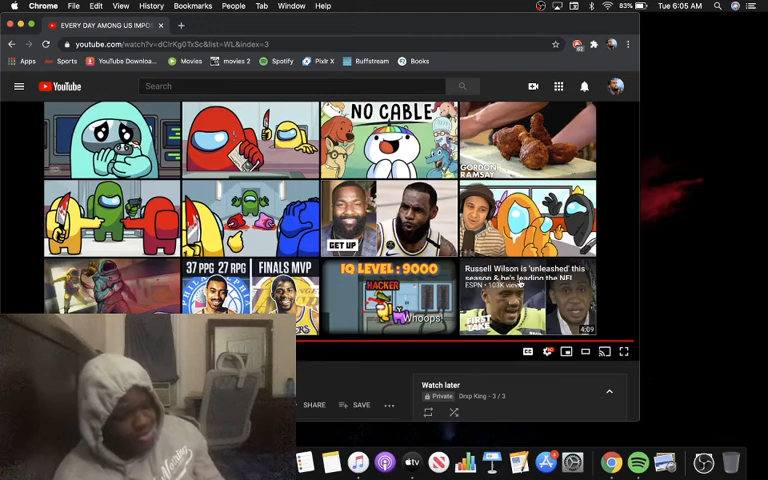 Chrome File Edit View History Bookmarks People Tab Window Help 83% Tue 6:05 AM
EVERY DAY AMONG US IMPOS
youtube.com/watch?v=dCirKg0TxSc&list=WL&index=3
Apps Sports YouTube Downloa... Movies movies 2 Spotify Pixlr X Buffstream Books
YouTube Search
NO CABLE
GORDON
RAMSAY
GET UP
37 PPG 27 RPG
FINALS MVP
IQ LEVEL : 9000
HACKER
Whoops!
Russell Wilson is 'unleashed' this
season & he's leading the NFL
ESPN • 103K views
FIRST
TAKE
4:09
SHARE SAVE
Watch later
Private Drxp King - 3 / 3